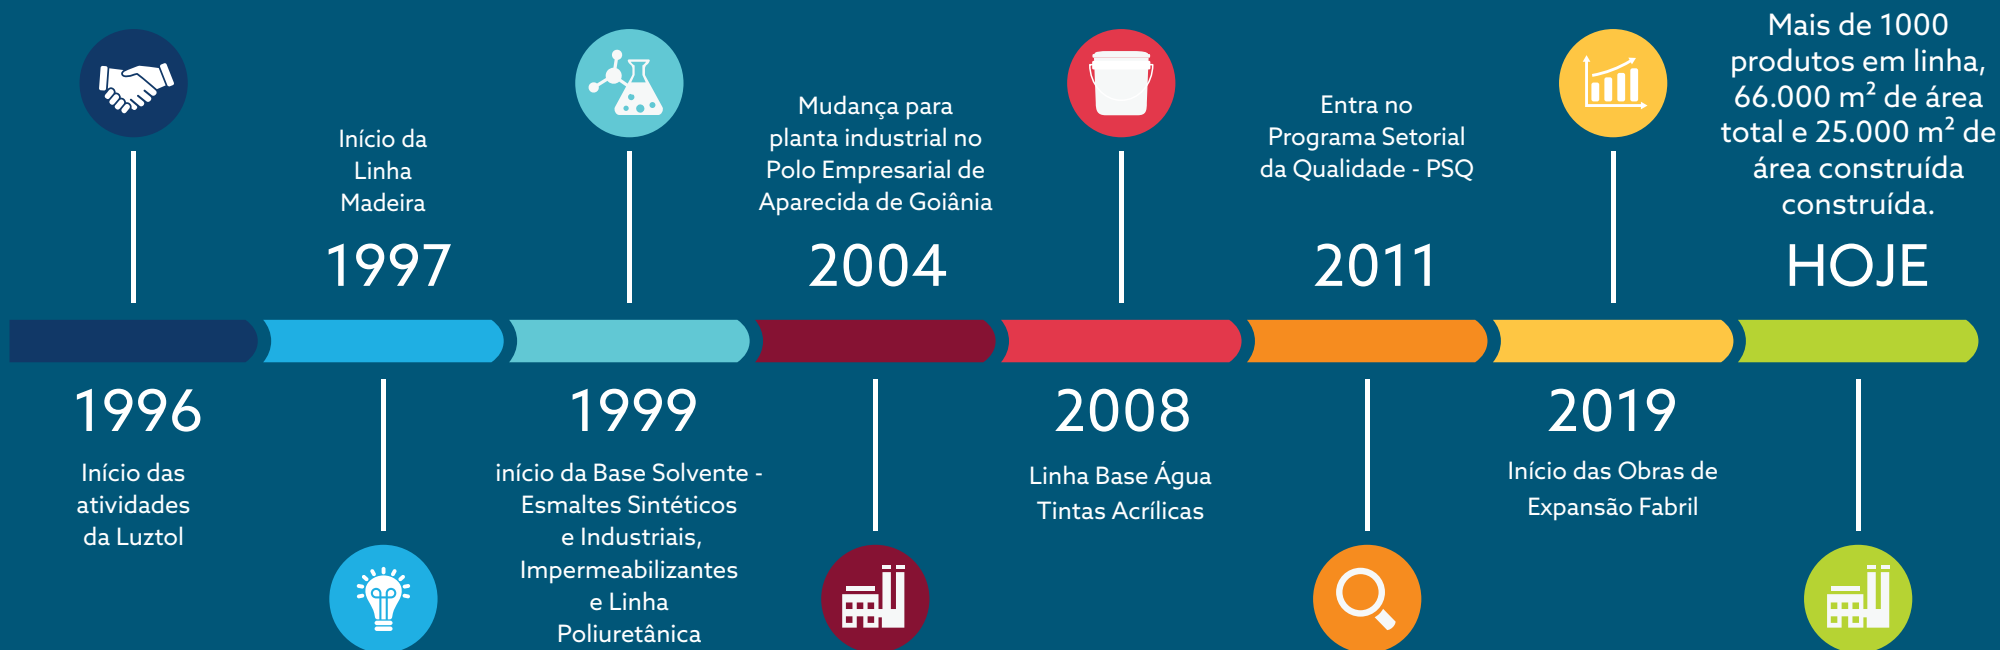 1996
Início das
atividades
da Luztol
Início da
Linha
Madeira
1997
1999
início da Base Solvente -
Esmaltes Sintéticos
e Industriais,
Impermeabilizantes
e Linha
Poliuretânica
Mudança para
planta industrial no
Polo Empresarial de
Aparecida de Goiânia
2004
2008
Linha Base Água
Tintas Acrílicas
Entra no
Programa Setorial
da Qualidade - PSQ
2011
2019
Início das Obras de
Expansão Fabril
Mais de 1000
produtos em linha,
66.000 m² de área
total e 25.000 m² de
área construída
construída.
HOJE